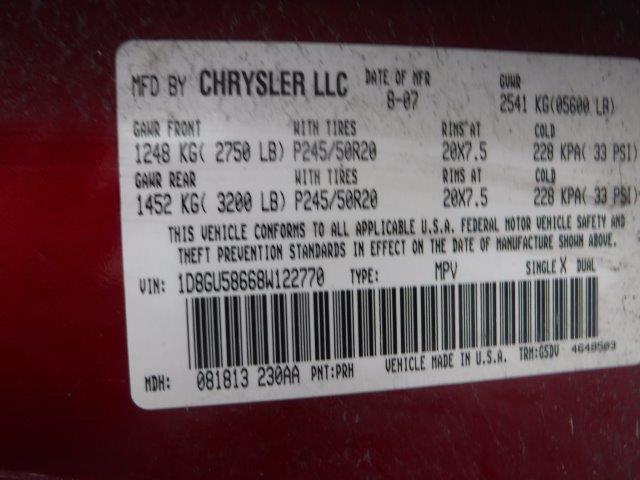 MFD BY CHRYSLER LLC DATE OF MFR 8-07 GVWR 2541 KG(05600 LB)
GAWR FRONT WITH TIRES RIMS AT COLD
1248 KG( 2750 LB) P245/50R20 20X7.5 228 KPA( 33 PSI)
GAWR REAR WITH TIRES RIMS AT COLD
1452 KG( 3200 LB) P245/50R20 20X7.5 228 KPA( 33 PSI)
THIS VEHICLE CONFORMS TO ALL APPLICABLE U.S.A. FEDERAL MOTOR VEHICLE SAFETY AND
THEFT PREVENTION STANDARDS IN EFFECT ON THE DATE OF MANUFACTURE SHOWN ABOVE.
VIN: 1D8GU58668W122770 TYPE: MPV SINGLE X DUAL
MDH: 081813 230AA PNT:PRH VEHICLE MADE IN U.S.A. TRM:G5DV 4648503